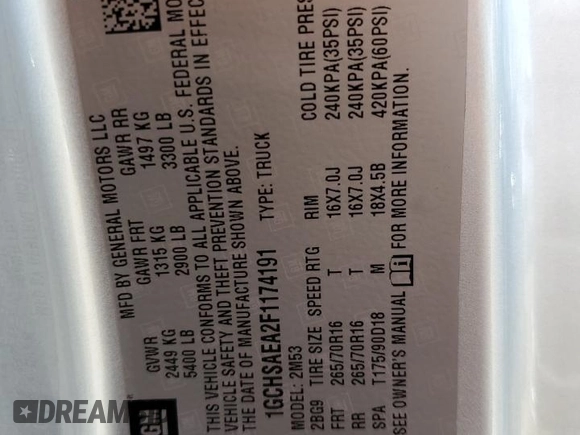 MFD BY GENERAL MOTORS LLC
GVWR GAWR FRT GAWR RR
2449 KG 1315 KG 1497 KG
5400 LB 2900 LB 3300 LB
THIS VEHICLE CONFORMS TO ALL APPLICABLE U.S. FEDERAL MOTOR
VEHICLE SAFETY AND THEFT PREVENTION STANDARDS IN EFFECT
THE DATE OF MANUFACTURE SHOWN ABOVE.
1GCHSAEA2F1174191 TYPE: TRUCK
MODEL: 2M53
2BG9 TIRE SIZE SPEED RTG RIM COLD TIRE PRES
FRT 265/70R16 T 16X7.0J 240KPA(35PSI)
RR 265/70R16 T 16X7.0J 240KPA(35PSI)
SPA T175/90D18 M 18X4.5B 420KPA(60PSI)
SEE OWNER'S MANUAL i FOR MORE INFORMATION.
GM
DREAM